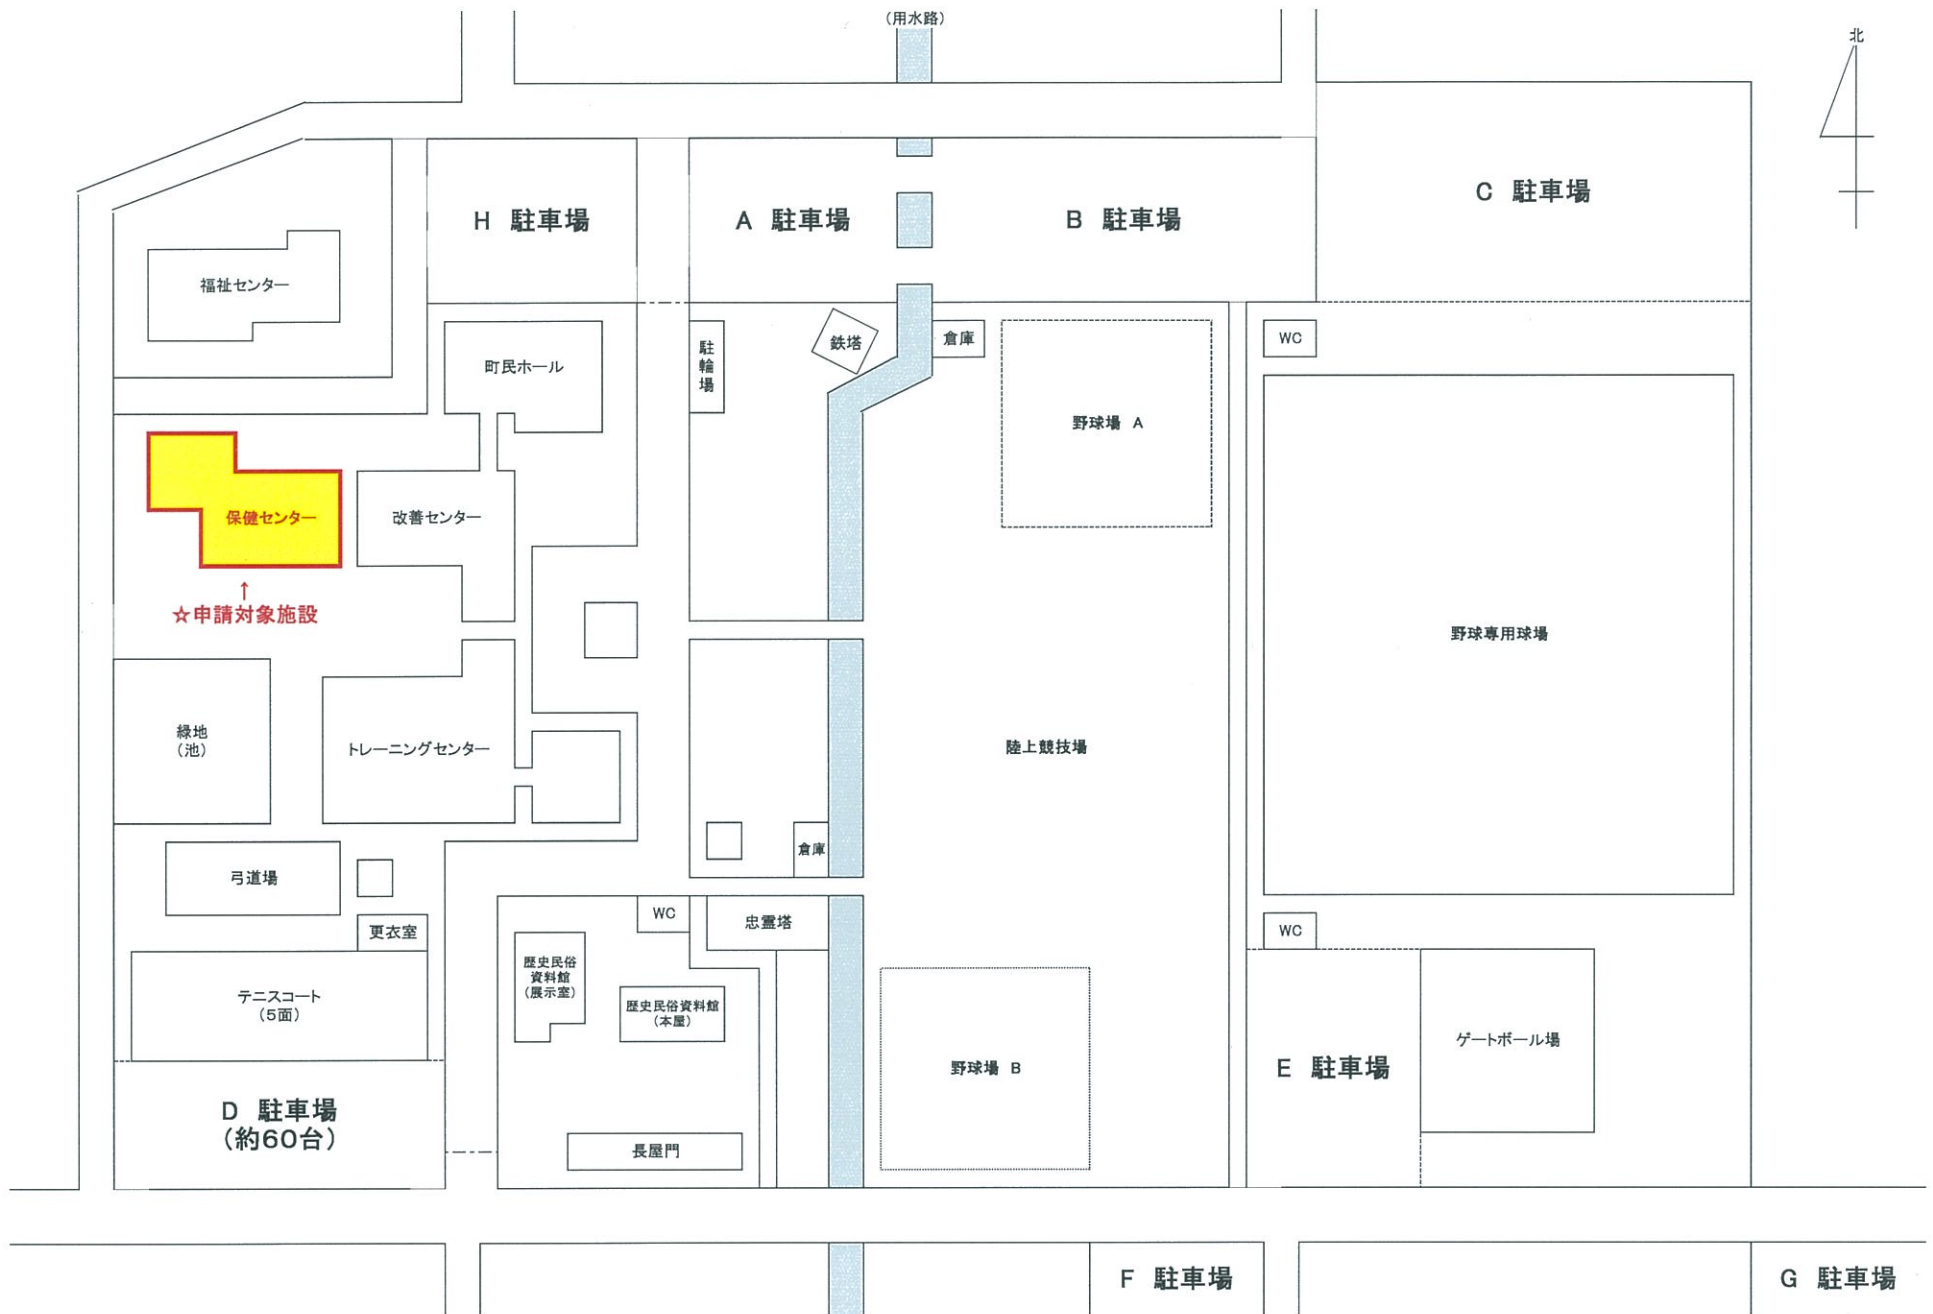 (用水路)
北
C 駐車場
H 駐車場
A 駐車場
B 駐車場
福祉センター
鉄塔
倉庫
WC
駐輪場
町民ホール
野球場 A
保健センター
改善センター
↑
☆申請対象施設
野球専用球場
緑地
(池)
トレーニングセンター
陸上競技場
倉庫
弓道場
更衣室
WC
忠霊塔
WC
歴史民俗
資料館
(展示室)
歴史民俗資料館
(本屋)
テニスコート
(5面)
野球場 B
E 駐車場
ゲートボール場
D 駐車場
(約60台)
長屋門
F 駐車場
G 駐車場